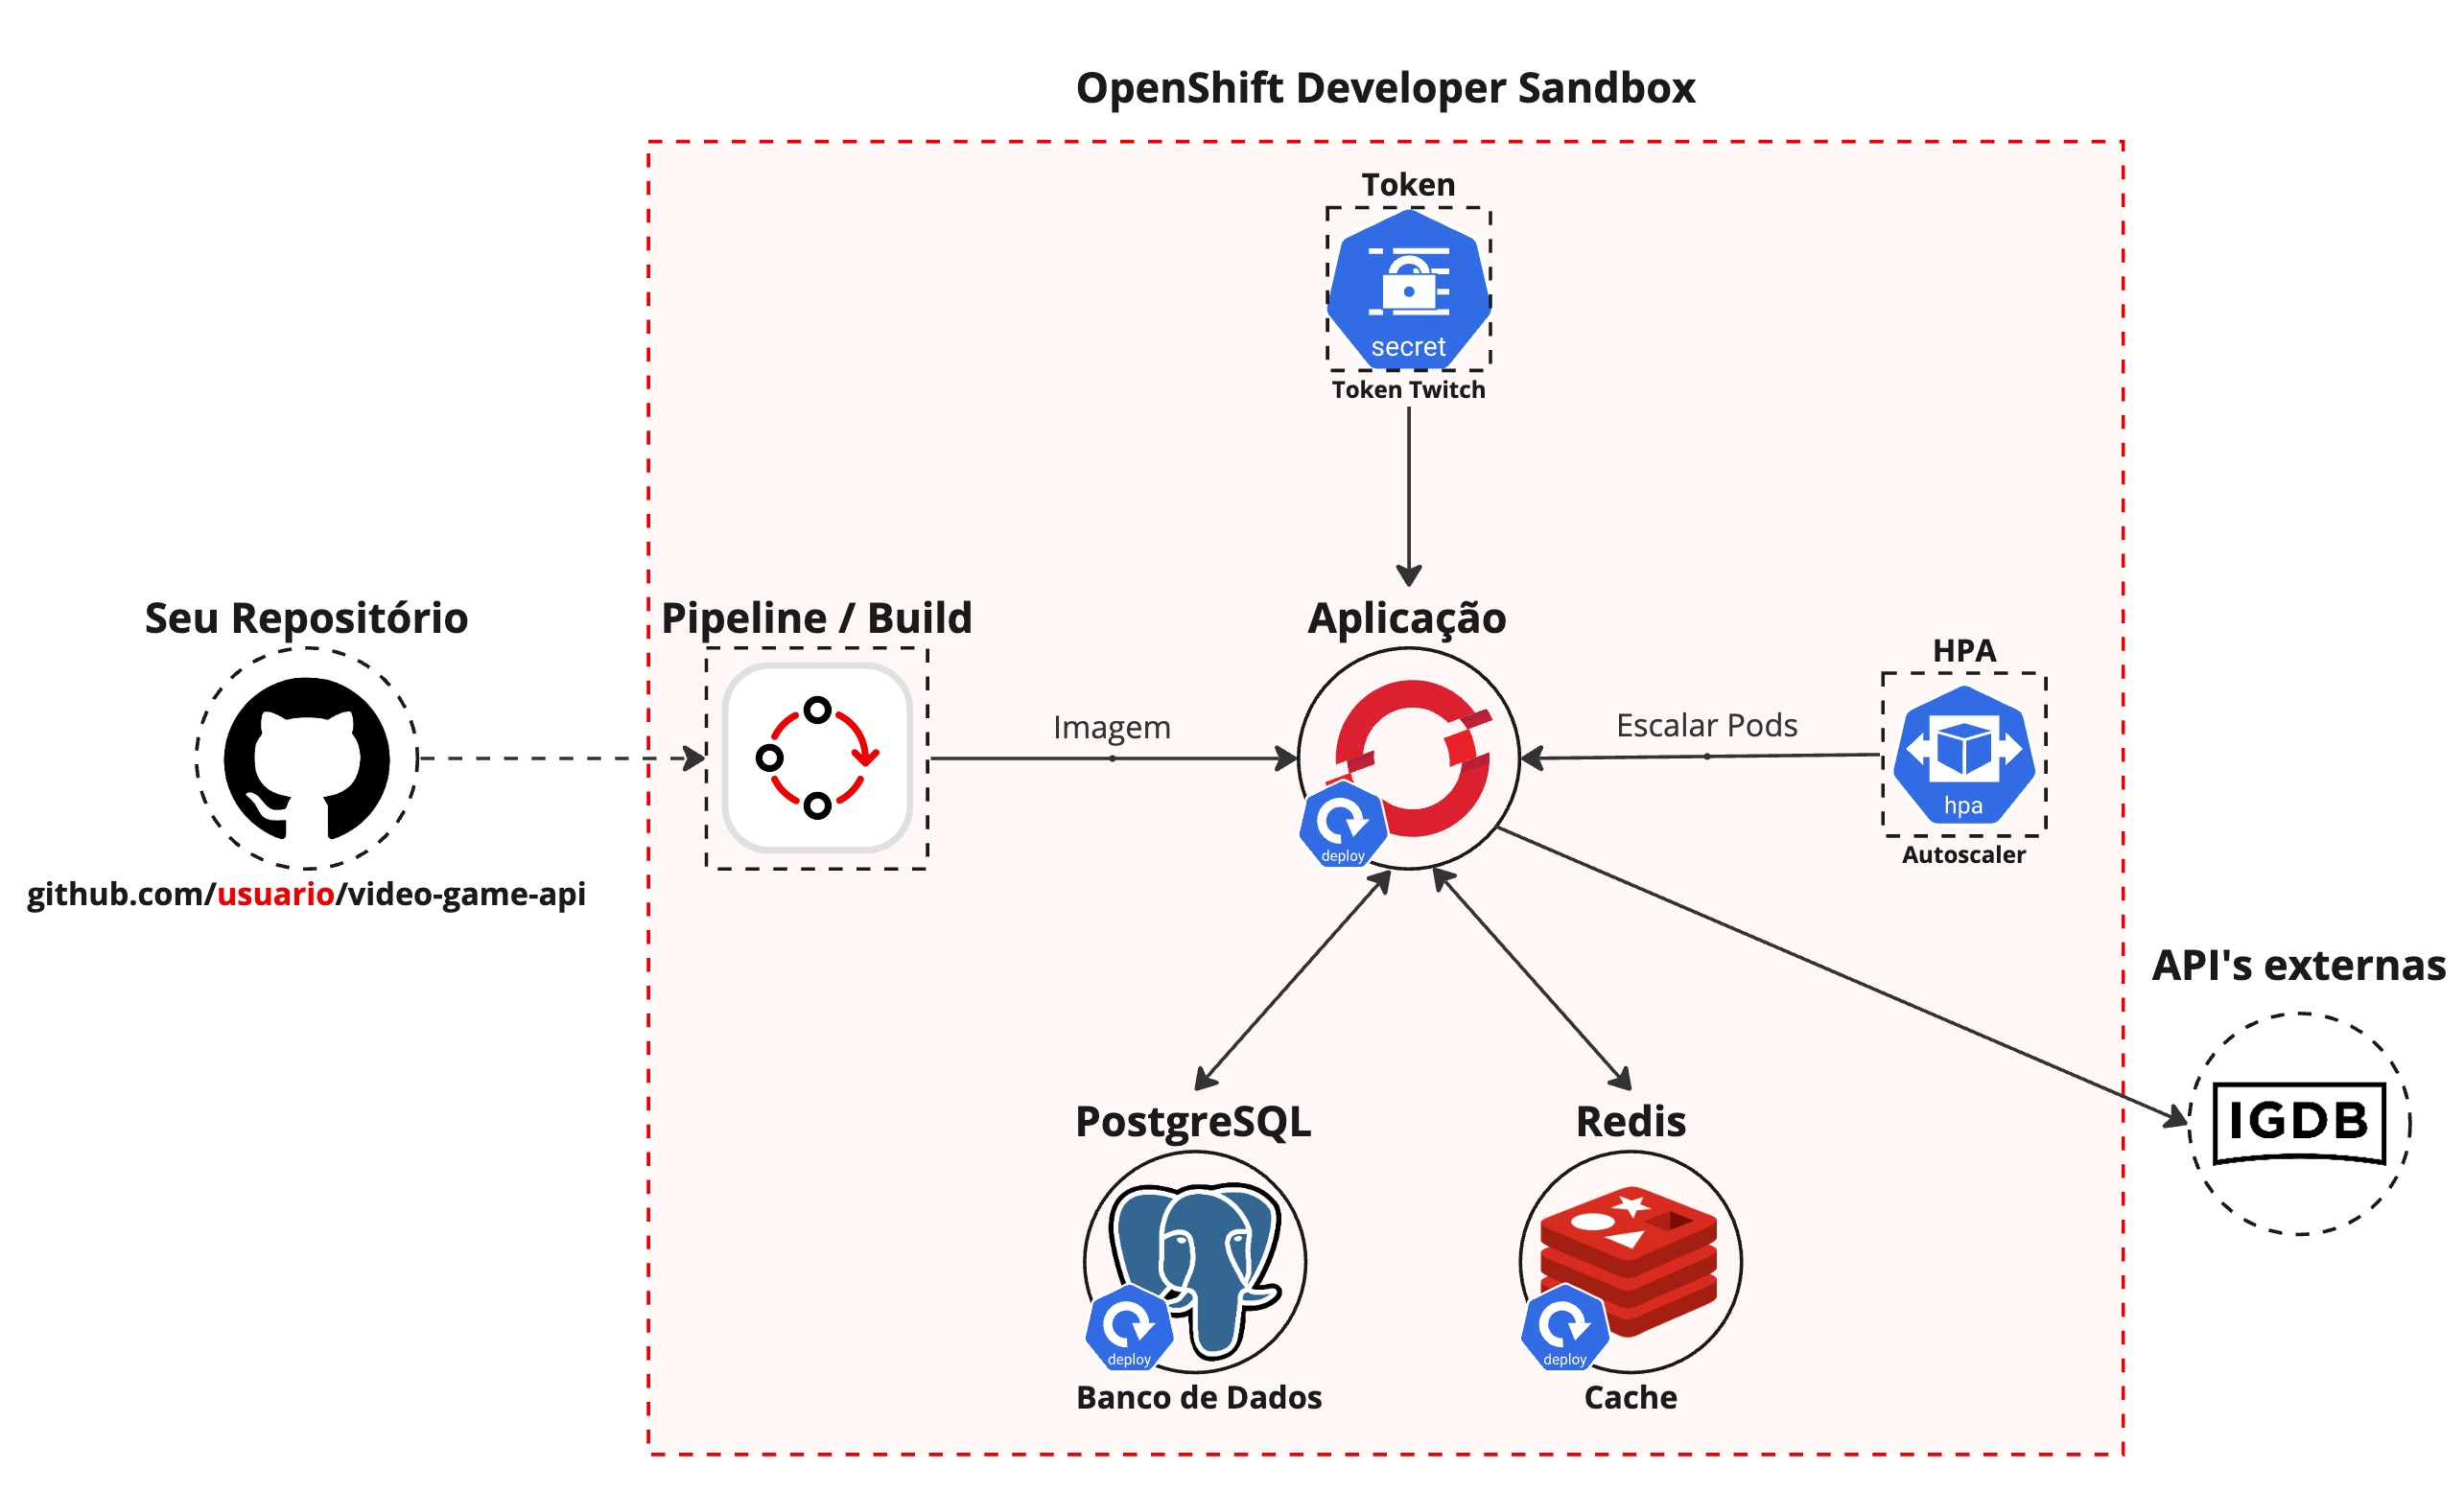 OpenShift Developer Sandbox
Token
secret
Token Twitch
Seu Repositório
github.com/usuario/video-game-api
Pipeline / Build
Imagem
Aplicação
deploy
Escalar Pods
HPA
hpa
Autoscaler
API's externas
IGDB
PostgreSQL
deploy
Banco de Dados
Redis
deploy
Cache